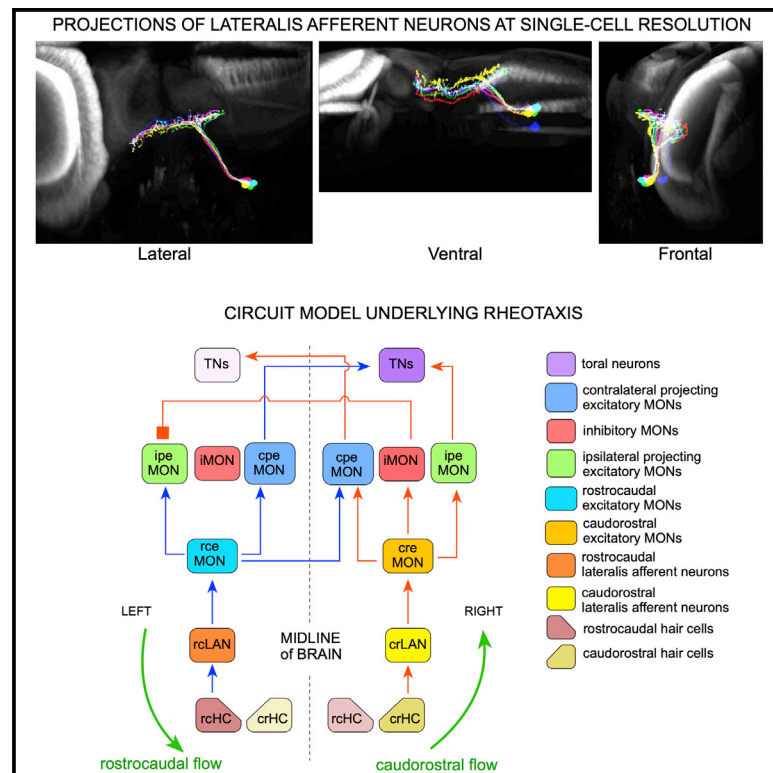 PROJECTIONS OF LATERALIS AFFERENT NEURONS AT SINGLE-CELL RESOLUTION
Lateral
Ventral
Frontal
CIRCUIT MODEL UNDERLYING RHEOTAXIS
TNs
TNs
ipe
MON
iMON
cpe
MON
cpe
MON
iMON
ipe
MON
rce
MON
cre
MON
LEFT
MIDLINE
of BRAIN
RIGHT
rcLAN
crLAN
rcHC
crHC
rcHC
crHC
rostrocaudal flow
caudorostral flow
toral neurons
contralateral projecting
excitatory MONs
inhibitory MONs
ipsilateral projecting
excitatory MONs
rostrocaudal
excitatory MONs
caudorostral
excitatory MONs
rostrocaudal
lateralis afferent neurons
caudorostral
lateralis afferent neurons
rostrocaudal hair cells
caudorostral hair cells